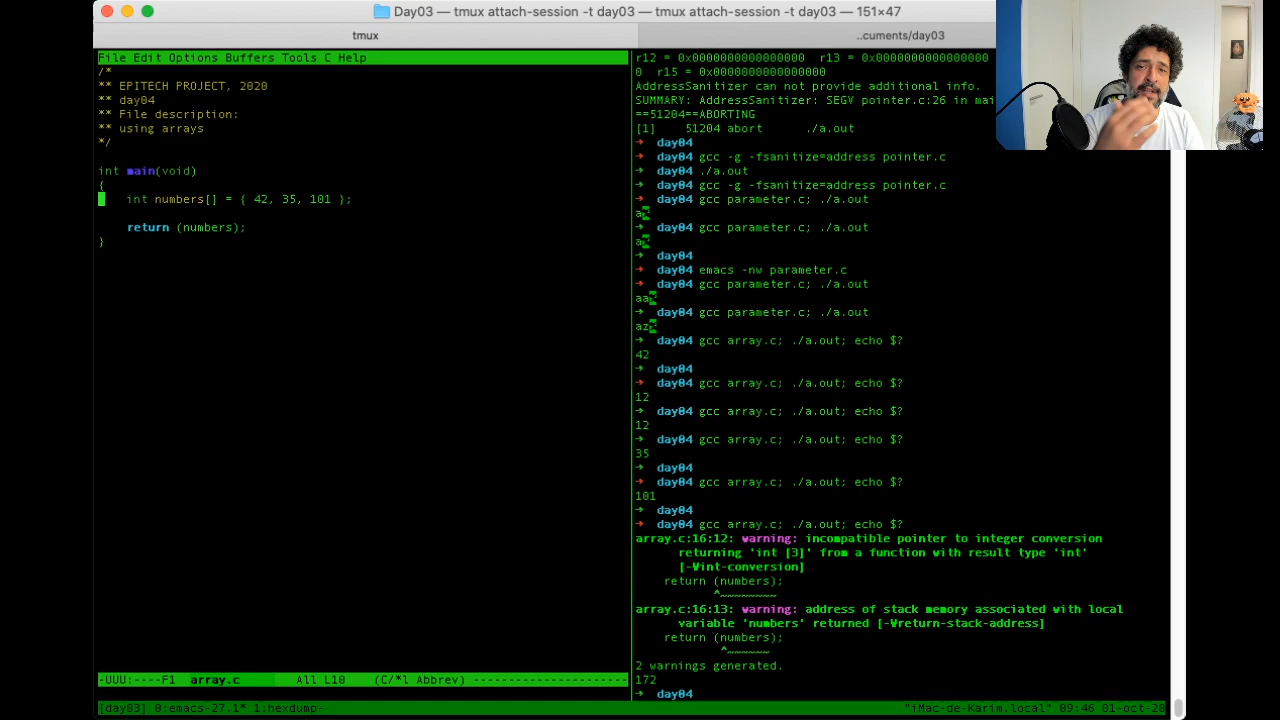 Day03 — tmux attach-session -t day03 — tmux attach-session -t day03 — 151×47
tmux
..cuments/day03
File Edit Options Buffers Tools C Help
/*
** EPITECH PROJECT, 2020
** day04
** File description:
** using arrays
*/
int main(void)
{
int numbers[] = { 42, 35, 101 };
return (numbers);
}
-UUU:----F1 array.c All L10 (C/*l Abbrev) ----------------------
r12 = 0x0000000000000000 r13 = 0x000000000000000
0 r15 = 0x0000000000000000
AddressSanitizer can not provide additional info.
SUMMARY: AddressSanitizer: SEGV pointer.c:26 in mai
==51204==ABORTING
[1] 51204 abort ./a.out
→ day04
→ day04 gcc -g -fsanitize=address pointer.c
→ day04 ./a.out
→ day04 gcc -g -fsanitize=address pointer.c
→ day04 gcc parameter.c; ./a.out
a
→ day04 gcc parameter.c; ./a.out
a
→ day04
→ day04 emacs -nw parameter.c
→ day04 gcc parameter.c; ./a.out
aa
→ day04 gcc parameter.c; ./a.out
az
→ day04 gcc array.c; ./a.out; echo $?
42
→ day04
→ day04 gcc array.c; ./a.out; echo $?
12
→ day04 gcc array.c; ./a.out; echo $?
12
→ day04 gcc array.c; ./a.out; echo $?
35
→ day04
→ day04 gcc array.c; ./a.out; echo $?
101
→ day04
→ day04 gcc array.c; ./a.out; echo $?
array.c:16:12: warning: incompatible pointer to integer conversion
returning 'int [3]' from a function with result type 'int'
[-Wint-conversion]
return (numbers);
^~~~~~~~~
array.c:16:13: warning: address of stack memory associated with local
variable 'numbers' returned [-Wreturn-stack-address]
return (numbers);
^~~~~~~
2 warnings generated.
172
→ day04
[day03] 0:emacs-27.1* 1:hexdump- "iMac-de-Karim.local" 09:46 01-oct-20